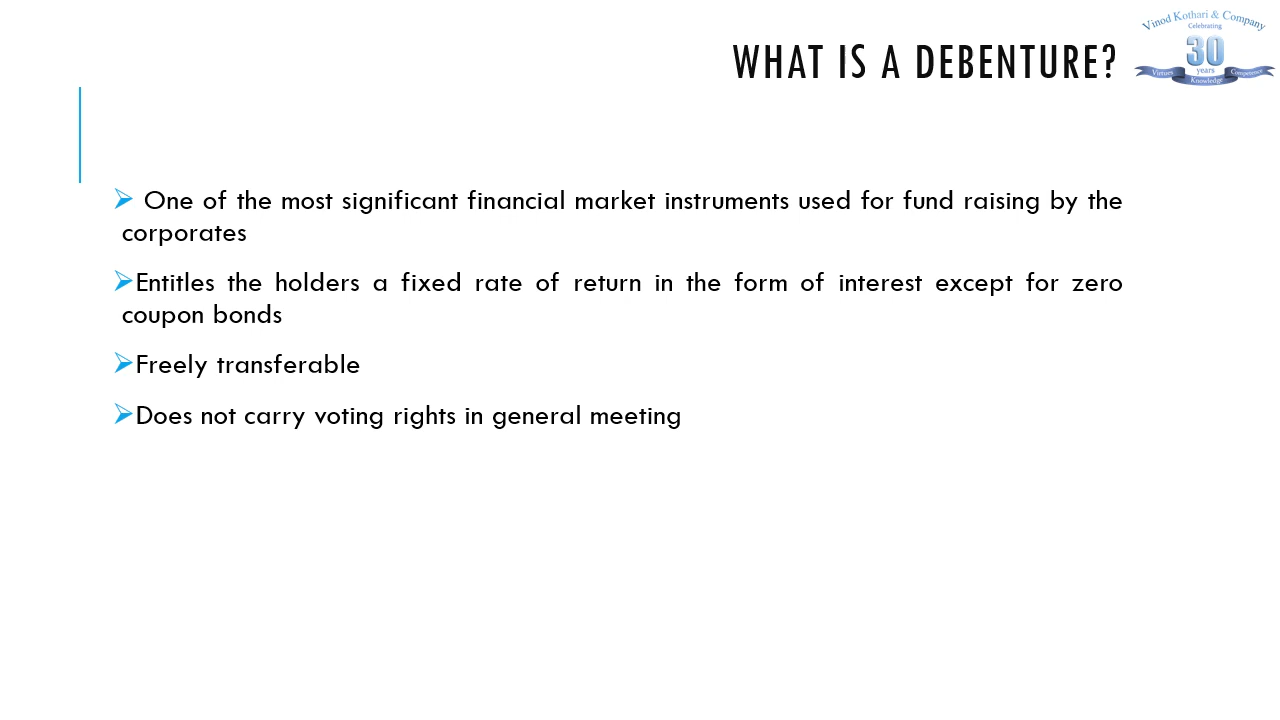 WHAT IS A DEBENTURE?
Vinod Kothari & Company
Celebrating
30
years
Virtues
Knowledge
Competence
➢ One of the most significant financial market instruments used for fund raising by the
corporates
➢Entitles the holders a fixed rate of return in the form of interest except for zero
coupon bonds
➢Freely transferable
➢Does not carry voting rights in general meeting